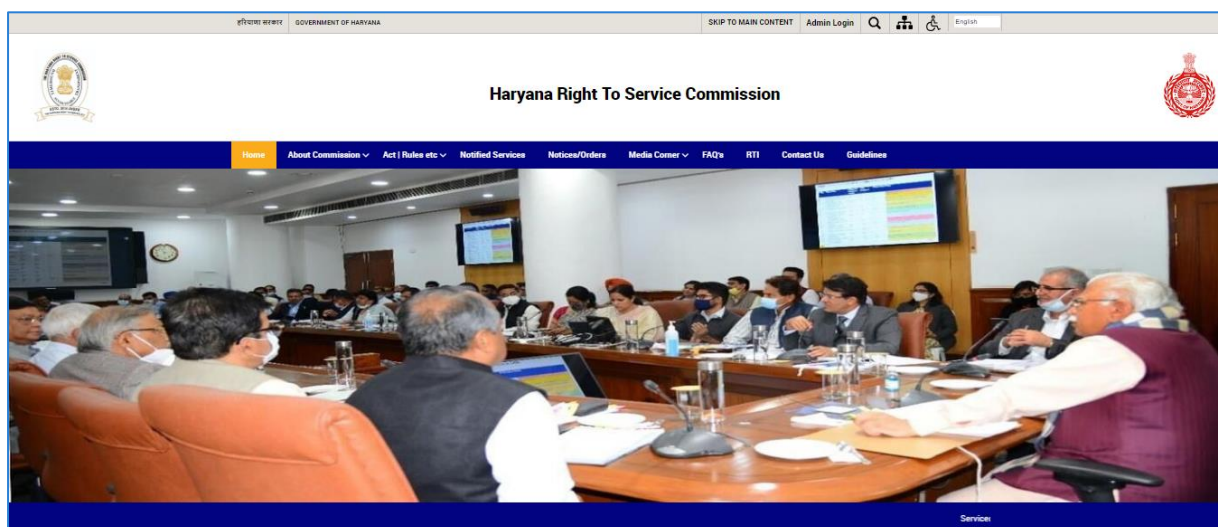 हरियाणा सरकार GOVERNMENT OF HARYANA SKIP TO MAIN CONTENT Admin Login English
Haryana Right To Service Commission
Home About Commission Act | Rules etc Notified Services Notices/Orders Media Corner FAQ's RTI Contact Us Guidelines
Services